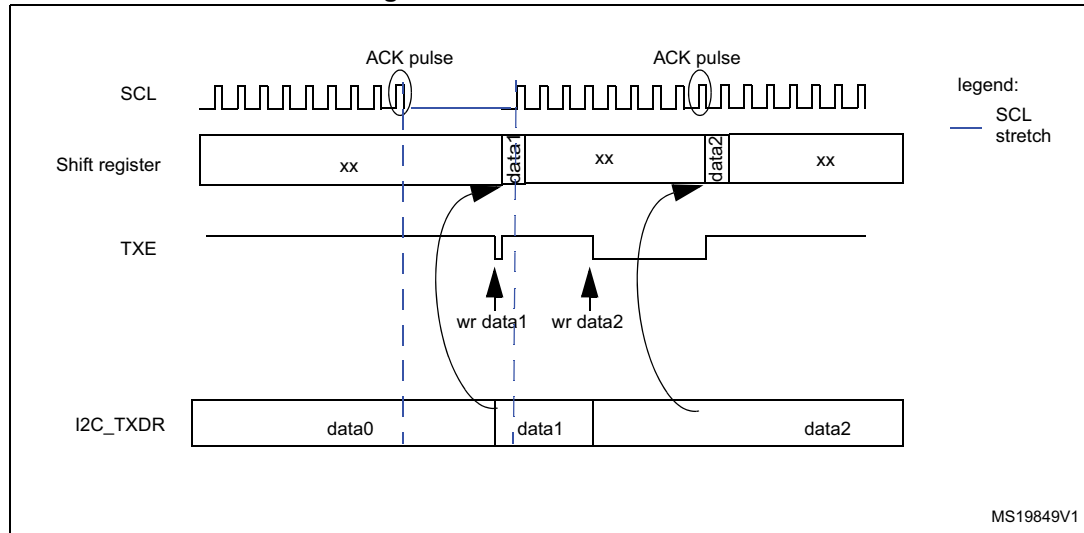 ACK pulse
ACK pulse
SCL
legend:
SCL
stretch
Shift register
xx
data1
xx
data2
xx
TXE
wr data1
wr data2
I2C_TXDR
data0
data1
data2
MS19849V1